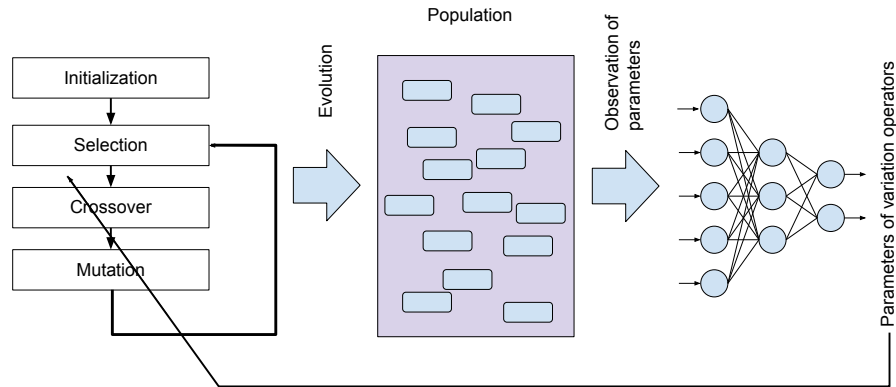 Initialization
Selection
Crossover
Mutation
Evolution
Population
Observation of
parameters
Parameters of variation operators